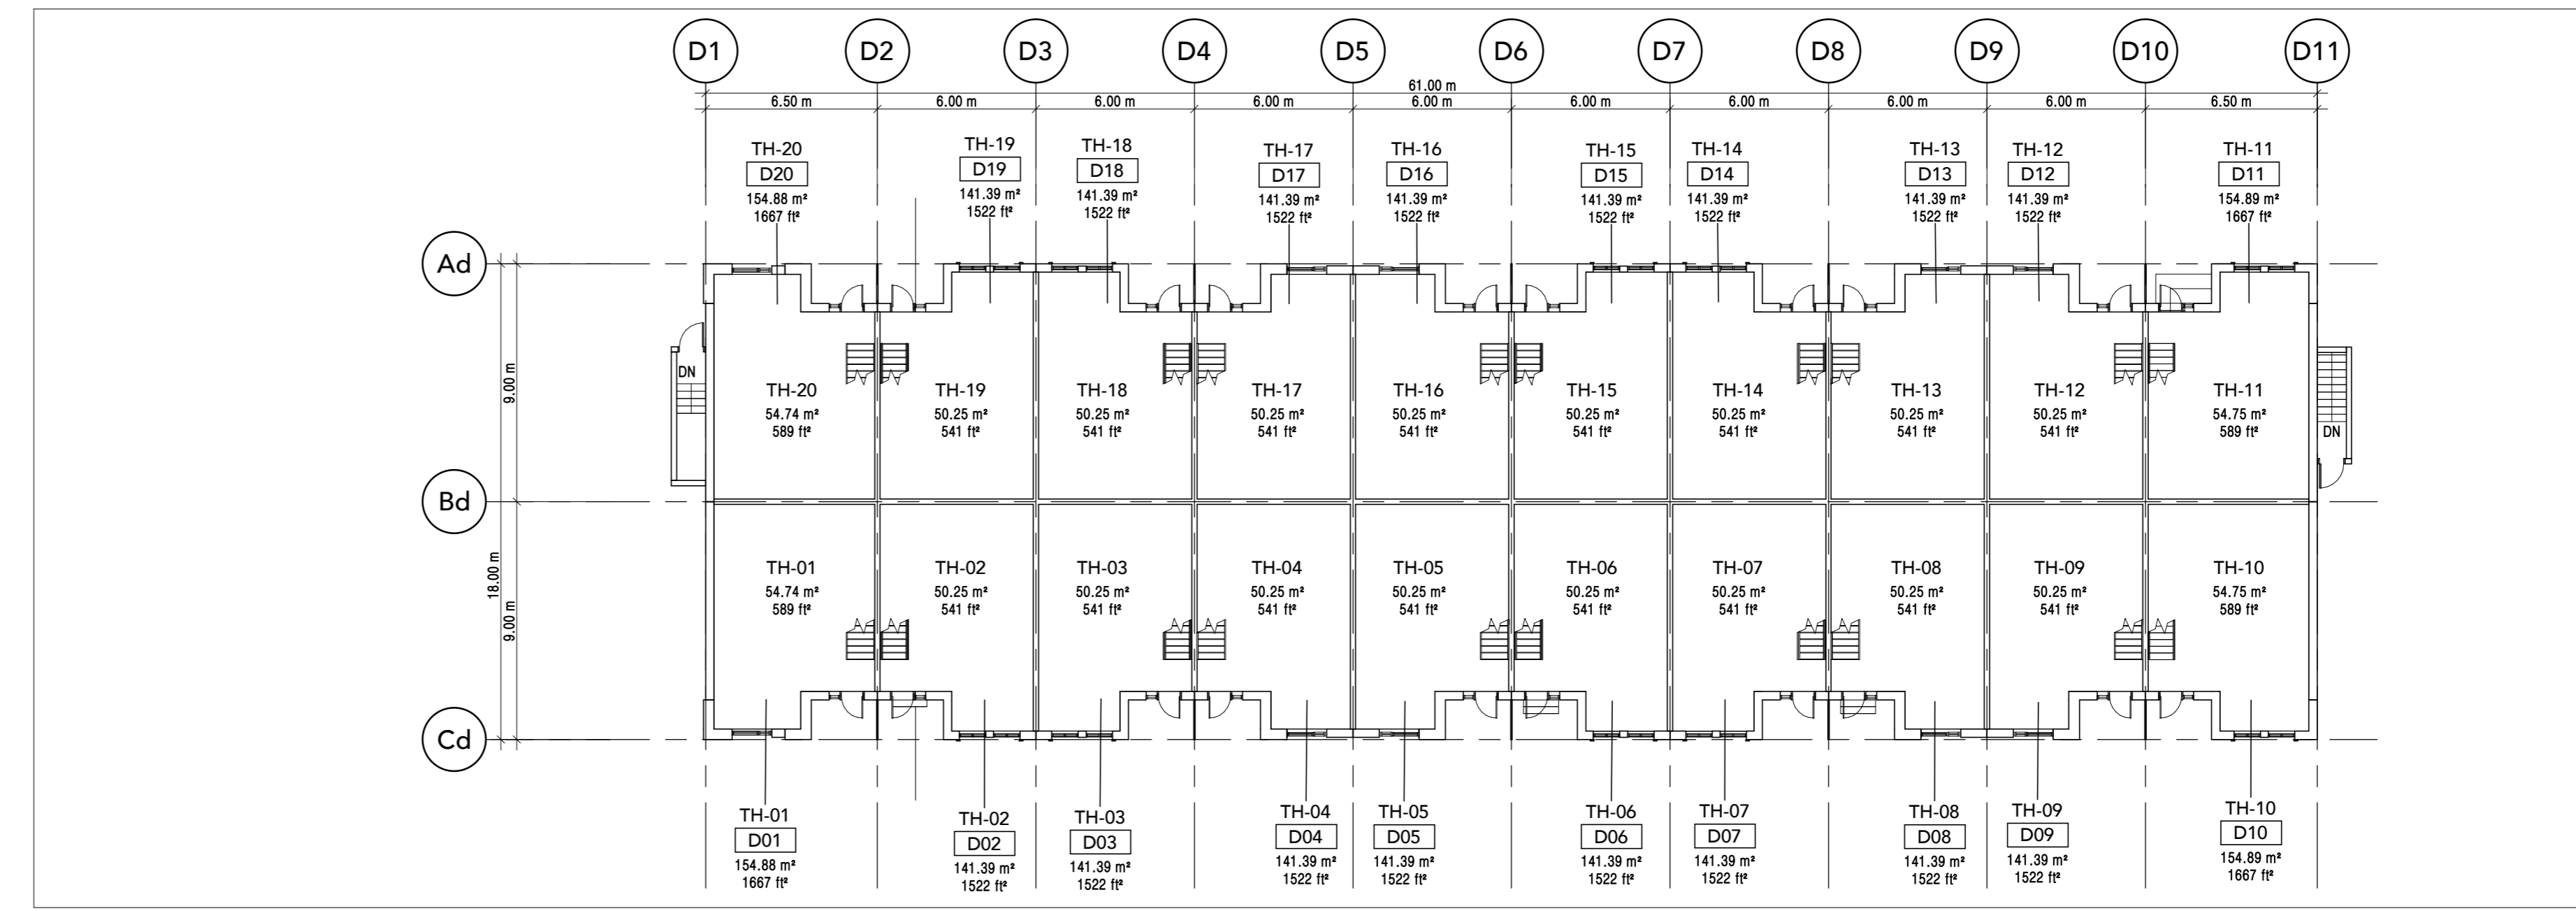 D1 D2 D3 D4 D5 D6 D7 D8 D9 D10 D11
61.00 m
6.50 m 6.00 m 6.00 m 6.00 m 6.00 m 6.00 m 6.00 m 6.00 m 6.00 m 6.50 m
TH-20
D20
154.88 m²
1667 ft²
TH-19
D19
141.39 m²
1522 ft²
TH-18
D18
141.39 m²
1522 ft²
TH-17
D17
141.39 m²
1522 ft²
TH-16
D16
141.39 m²
1522 ft²
TH-15
D15
141.39 m²
1522 ft²
TH-14
D14
141.39 m²
1522 ft²
TH-13
D13
141.39 m²
1522 ft²
TH-12
D12
141.39 m²
1522 ft²
TH-11
D11
154.89 m²
1667 ft²
Ad
Bd
Cd
9.00 m
18.00 m
9.00 m
DN
TH-20
54.74 m²
589 ft²
TH-19
50.25 m²
541 ft²
TH-18
50.25 m²
541 ft²
TH-17
50.25 m²
541 ft²
TH-16
50.25 m²
541 ft²
TH-15
50.25 m²
541 ft²
TH-14
50.25 m²
541 ft²
TH-13
50.25 m²
541 ft²
TH-12
50.25 m²
541 ft²
TH-11
54.75 m²
589 ft²
DN
TH-01
54.74 m²
589 ft²
TH-02
50.25 m²
541 ft²
TH-03
50.25 m²
541 ft²
TH-04
50.25 m²
541 ft²
TH-05
50.25 m²
541 ft²
TH-06
50.25 m²
541 ft²
TH-07
50.25 m²
541 ft²
TH-08
50.25 m²
541 ft²
TH-09
50.25 m²
541 ft²
TH-10
54.75 m²
589 ft²
TH-01
D01
154.88 m²
1667 ft²
TH-02
D02
141.39 m²
1522 ft²
TH-03
D03
141.39 m²
1522 ft²
TH-04
D04
141.39 m²
1522 ft²
TH-05
D05
141.39 m²
1522 ft²
TH-06
D06
141.39 m²
1522 ft²
TH-07
D07
141.39 m²
1522 ft²
TH-08
D08
141.39 m²
1522 ft²
TH-09
D09
141.39 m²
1522 ft²
TH-10
D10
154.89 m²
1667 ft²